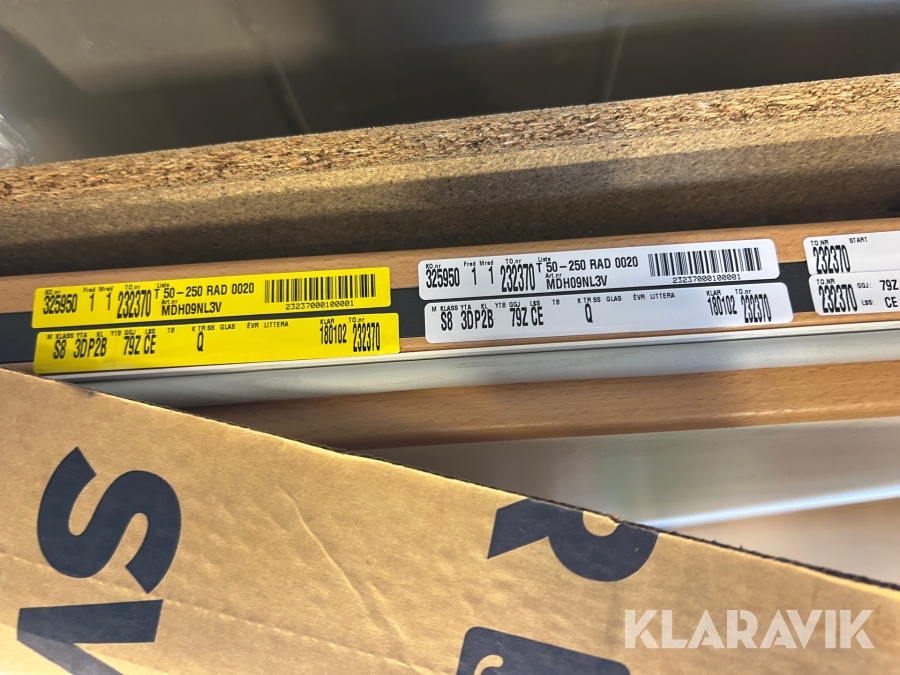 KO.nr Fred Mred TO.nr Lista
325950 1 1 232370 T 50-250 RAD 0020
Art.nr
MDH09NL3V
23237000100001
M KLASS YTA KL YTB GGJ LSS TB K TR SS GLAS EVR LITTERA KLAR TO.nr
S8 3DP2B 79Z CE Q 180102 232370
KO.nr Fred Mred TO.nr Lista
325950 1 1 232370 T 50-250 RAD 0020
Art.nr
MDH09NL3V
23237000100001
M KLASS YTA KL YTB GGJ LSS TB K TR SS GLAS EVR LITTERA KLAR TO.nr
S8 3DP2B 79Z CE Q 180102 232370
TO.NR START
232370
TO.NR
232370 GGJ: 79Z
LSS: CE
KLARAVIK